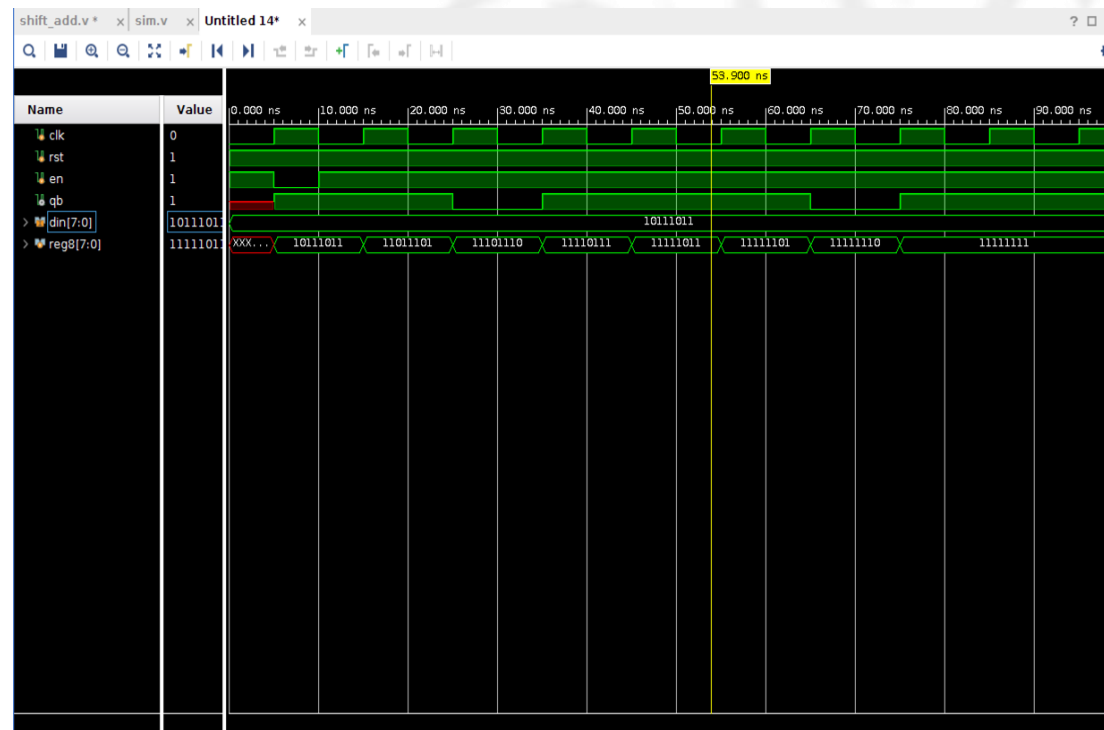 shift_add.v * x sim.v x Untitled 14* x ? □
53.900 ns
Name Value 0.000 ns 10.000 ns 20.000 ns 30.000 ns 40.000 ns 50.000 ns 60.000 ns 70.000 ns 80.000 ns 90.000 ns
clk 0
rst 1
en 1
qb 1
> din[7:0] 10111011 10111011
> reg8[7:0] 11111011 XXX... 10111011 11011101 11101110 11110111 11111011 11111101 11111110 11111111